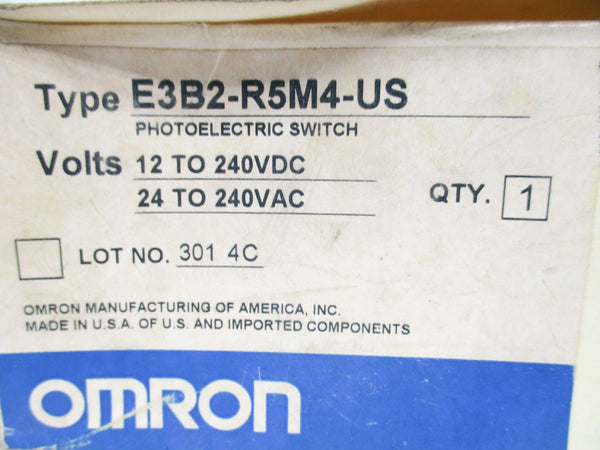 Type E3B2-R5M4-US
PHOTOELECTRIC SWITCH
Volts 12 TO 240VDC
24 TO 240VAC
QTY. 1
LOT NO. 301 4C
OMRON MANUFACTURING OF AMERICA, INC.
MADE IN U.S.A. OF U.S. AND IMPORTED COMPONENTS
OMRON